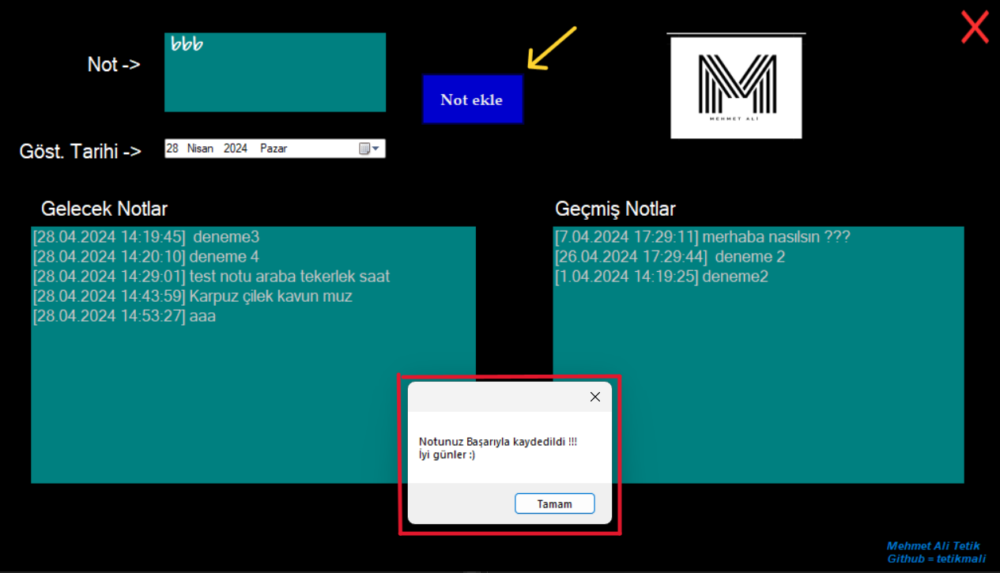 Not ->
bbb
Not ekle
MEHMET ALI
Göst. Tarihi ->
28 Nisan 2024 Pazar
Gelecek Notlar
[28.04.2024 14:19:45]  deneme3
[28.04.2024 14:20:10] deneme 4
[28.04.2024 14:29:01] test notu araba tekerlek saat
[28.04.2024 14:43:59] Karpuz çilek kavun muz
[28.04.2024 14:53:27] aaa
Geçmiş Notlar
[7.04.2024 17:29:11] merhaba nasılsın ???
[26.04.2024 17:29:44]  deneme 2
[1.04.2024 14:19:25] deneme2
Notunuz Başarıyla kaydedildi !!!
İyi günler :)
Tamam
Mehmet Ali Tetik
Github = tetikmali